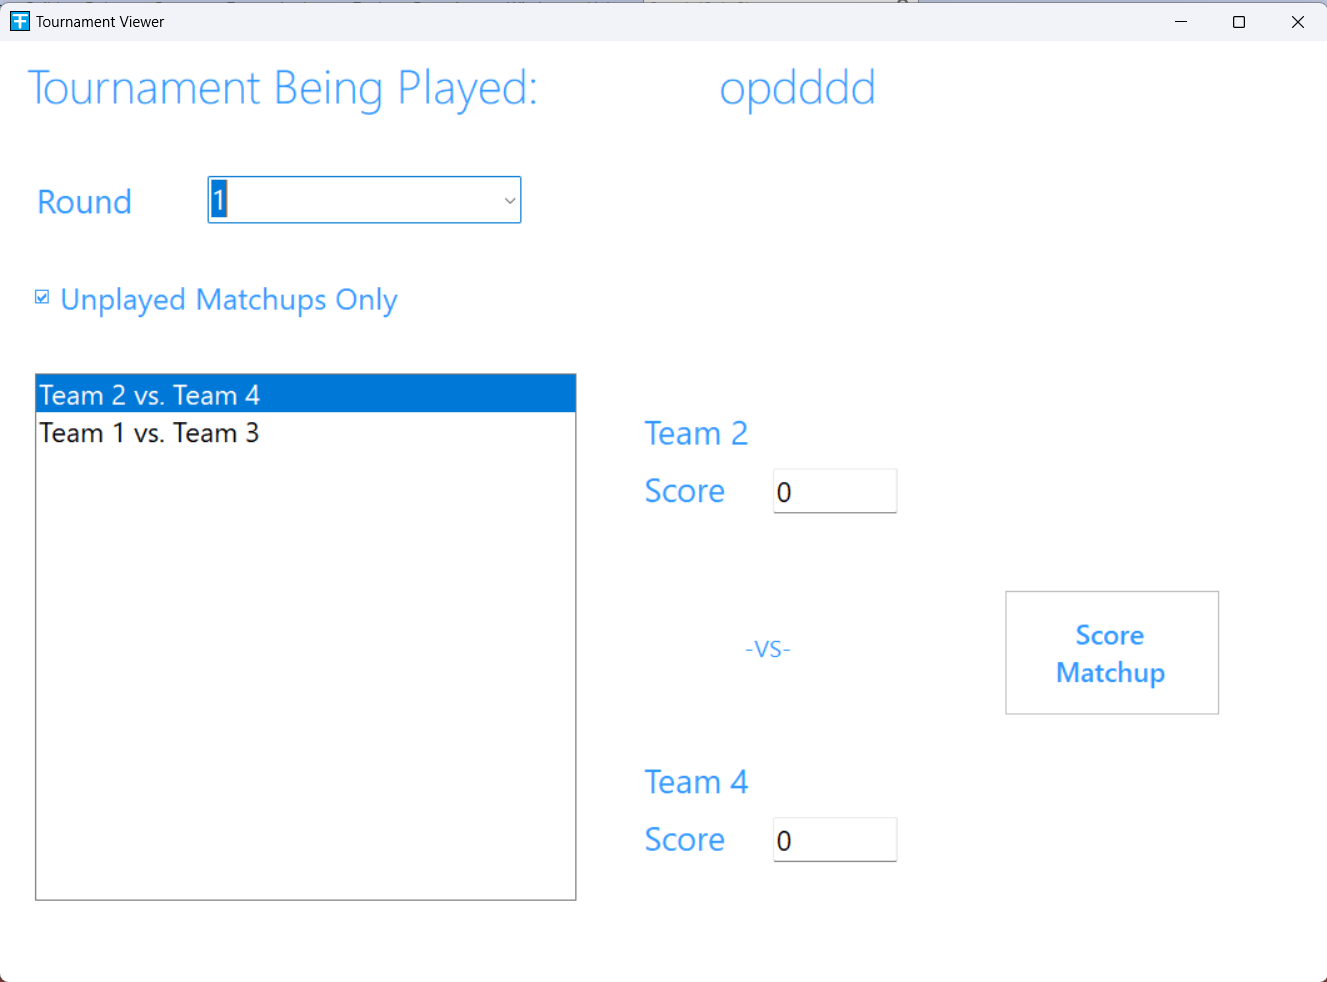 Tournament Viewer
Tournament Being Played: opdddd
Round 1
Unplayed Matchups Only
Team 2 vs. Team 4
Team 1 vs. Team 3
Team 2
Score 0
-VS-
Score
Matchup
Team 4
Score 0